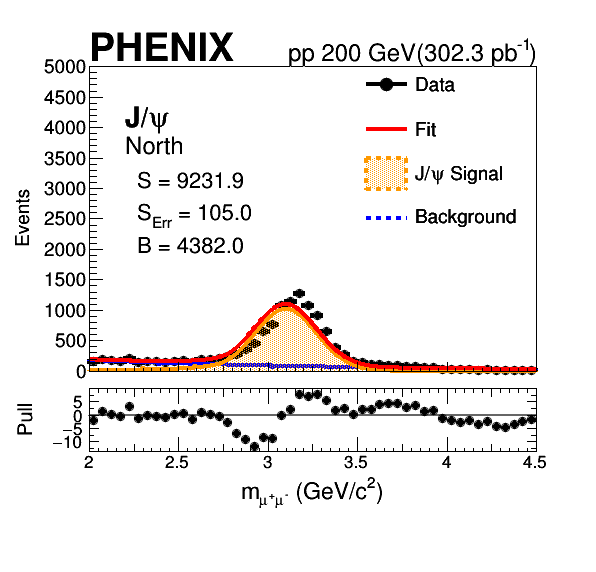 PHENIX pp 200 GeV(302.3 pb⁻¹)
5000
4500
4000
3500
3000
2500
2000
1500
1000
500
0
Events
J/ψ
North
S = 9231.9
S_Err = 105.0
B = 4382.0
Data
Fit
J/ψ Signal
Background
5
0
−5
−10
Pull
2 2.5 3 3.5 4 4.5
m_μ⁺μ⁻ (GeV/c²)